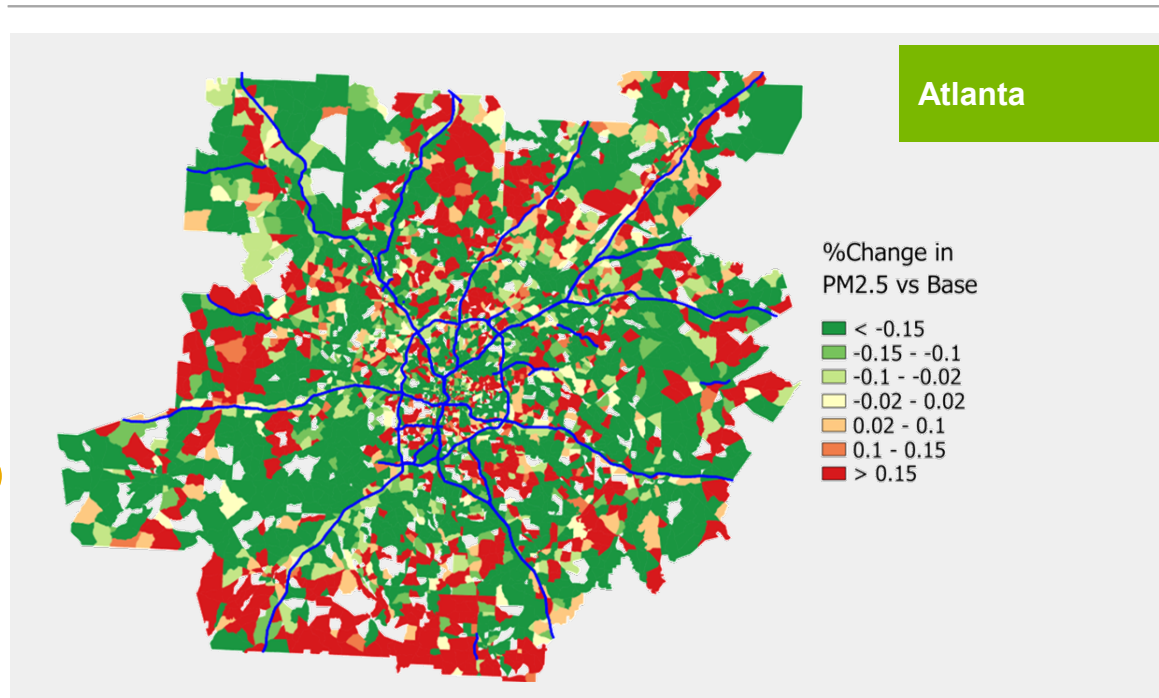 Atlanta
%Change in
PM2.5 vs Base
< -0.15
-0.15 - -0.1
-0.1 - -0.02
-0.02 - 0.02
0.02 - 0.1
0.1 - 0.15
> 0.15